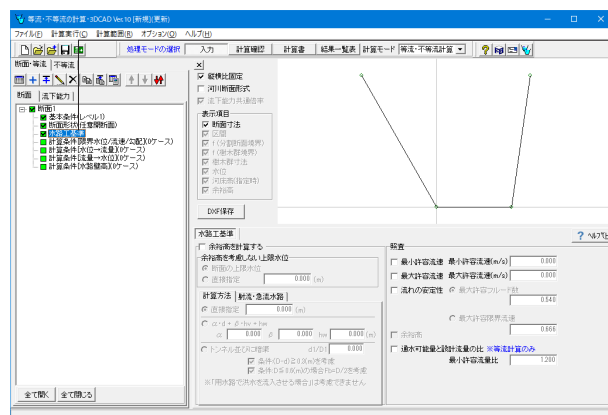 等流・不等流の計算・3DCAD Ver.10 [新規](更新)
ファイル(F) 計算実行(C) 計算範囲(R) オプション(O) ヘルプ(H)
処理モードの選択 入力 計算確認 計算書 結果一覧表 計算モード 等流・不等流計算
断面・等流 不等流
断面 流下能力
断面1
基本条件(レベル1)
断面形状(任意開断面)
水路工基準
計算条件[限界水位/流速/勾配](0ケース)
計算条件[水位→流量](0ケース)
計算条件[流量→水位](0ケース)
計算条件[水路壁高](0ケース)
全て開く 全て閉じる
縦横比固定
河川断面形式
流下能力共通倍率
表示項目
断面寸法
区間
f(分割断面境界)
f(樹木群境界)
樹木群寸法
水位
河床高(指定時)
余裕高
DXF保存
水路工基準
余裕高を計算する
余裕高を考慮しない上限水位
断面の上限水位
直接指定 0.000 (m)
計算方法 射流・急流水路
直接指定 0.000 (m)
α・d + β・hv + hw
α 0.000 β 0.000 hw 0.000 (m)
トンネル並びに暗渠 d1/D1 0.000
条件:(D-d)≧0.3(m)を考慮
条件:D≦0.6(m)の場合Fb=D/2を考慮
※「用水路で洪水を流入させる場合」は考慮できません
? ヘルプ(H)
照査
最小許容流速 最小許容流速(m/s) 0.000
最大許容流速 最大許容流速(m/s) 0.000
流れの安定性 最大許容フルード数
0.540
最大許容限界流速
0.666
余裕高
通水可能量と設計流量の比 ※等流計算のみ
最小許容流量比 1.200